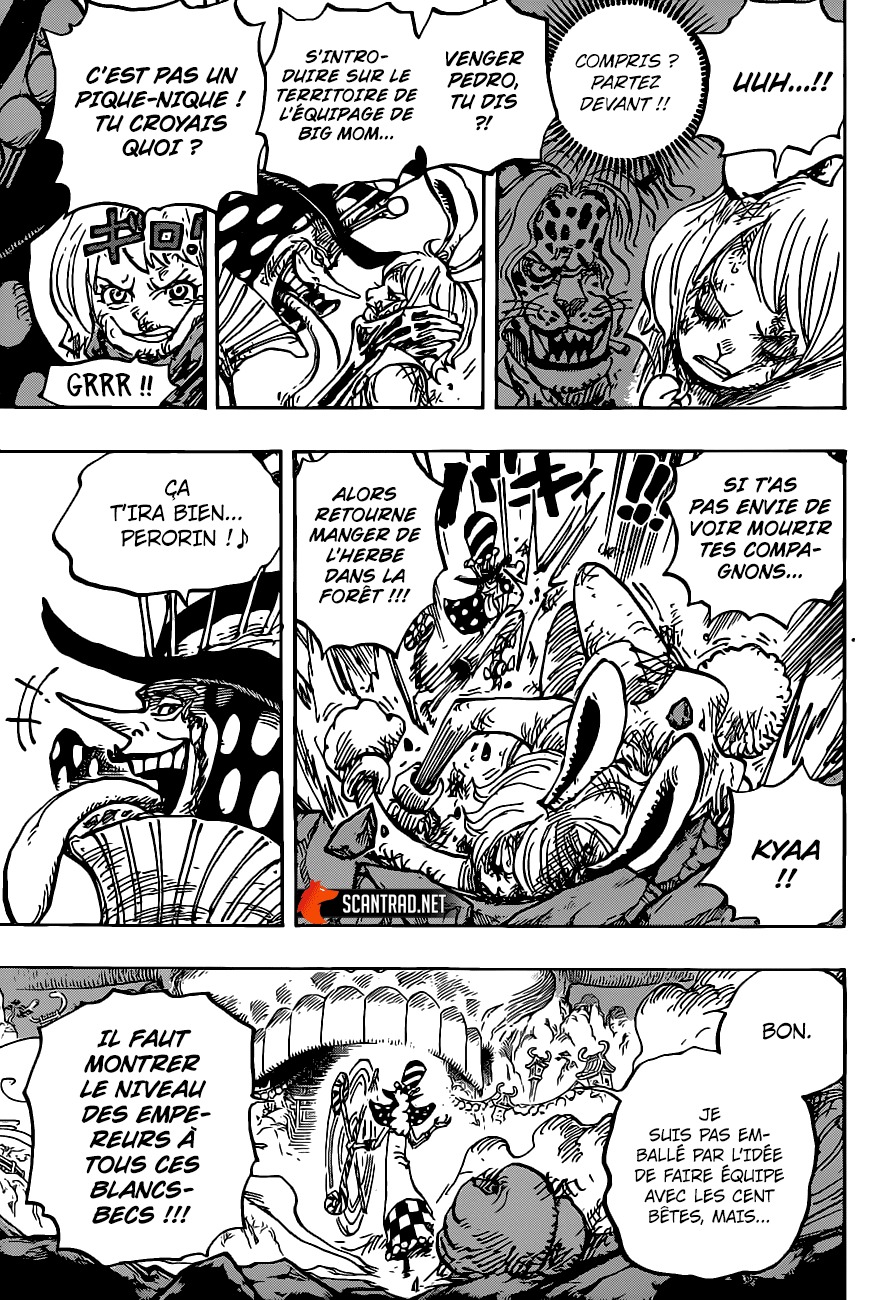 UUH...!!
COMPRIS ?
PARTEZ
DEVANT !!
VENGER
PEDRO,
TU DIS
?!
S'INTRO-
DUIRE SUR LE
TERRITOIRE DE
L'ÉQUIPAGE DE
BIG MOM...
C'EST PAS UN
PIQUE-NIQUE !
TU CROYAIS
QUOI ?
ギロ!
GRRR !!
SI T'AS
PAS ENVIE DE
VOIR MOURIR
TES COMPA-
GNONS...
ALORS
RETOURNE
MANGER DE
L'HERBE
DANS LA
FORÊT !!!
KYAA
!!
SCANTRAD.NET
ÇA
T'IRA BIEN...
PERORIN !♪
BON.
JE
SUIS PAS EM-
BALLÉ PAR L'IDÉE
DE FAIRE ÉQUIPE
AVEC LES CENT
BÊTES, MAIS...
IL FAUT
MONTRER
LE NIVEAU
DES EMPE-
REURS À
TOUS CES
BLANCS-
BECS !!!